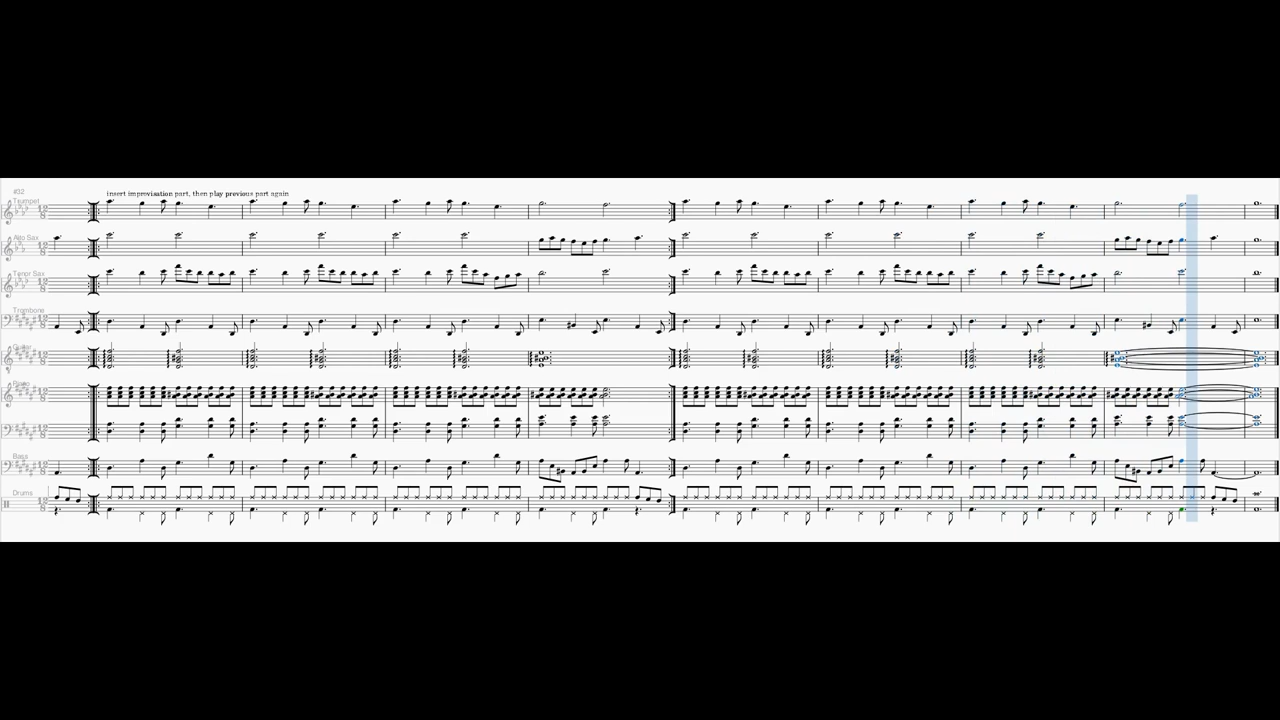 #32
insert improvisation part, then play previous part again
Trumpet
Alto Sax
Tenor Sax
Trombone
Guitar
Piano
Bass
Drums